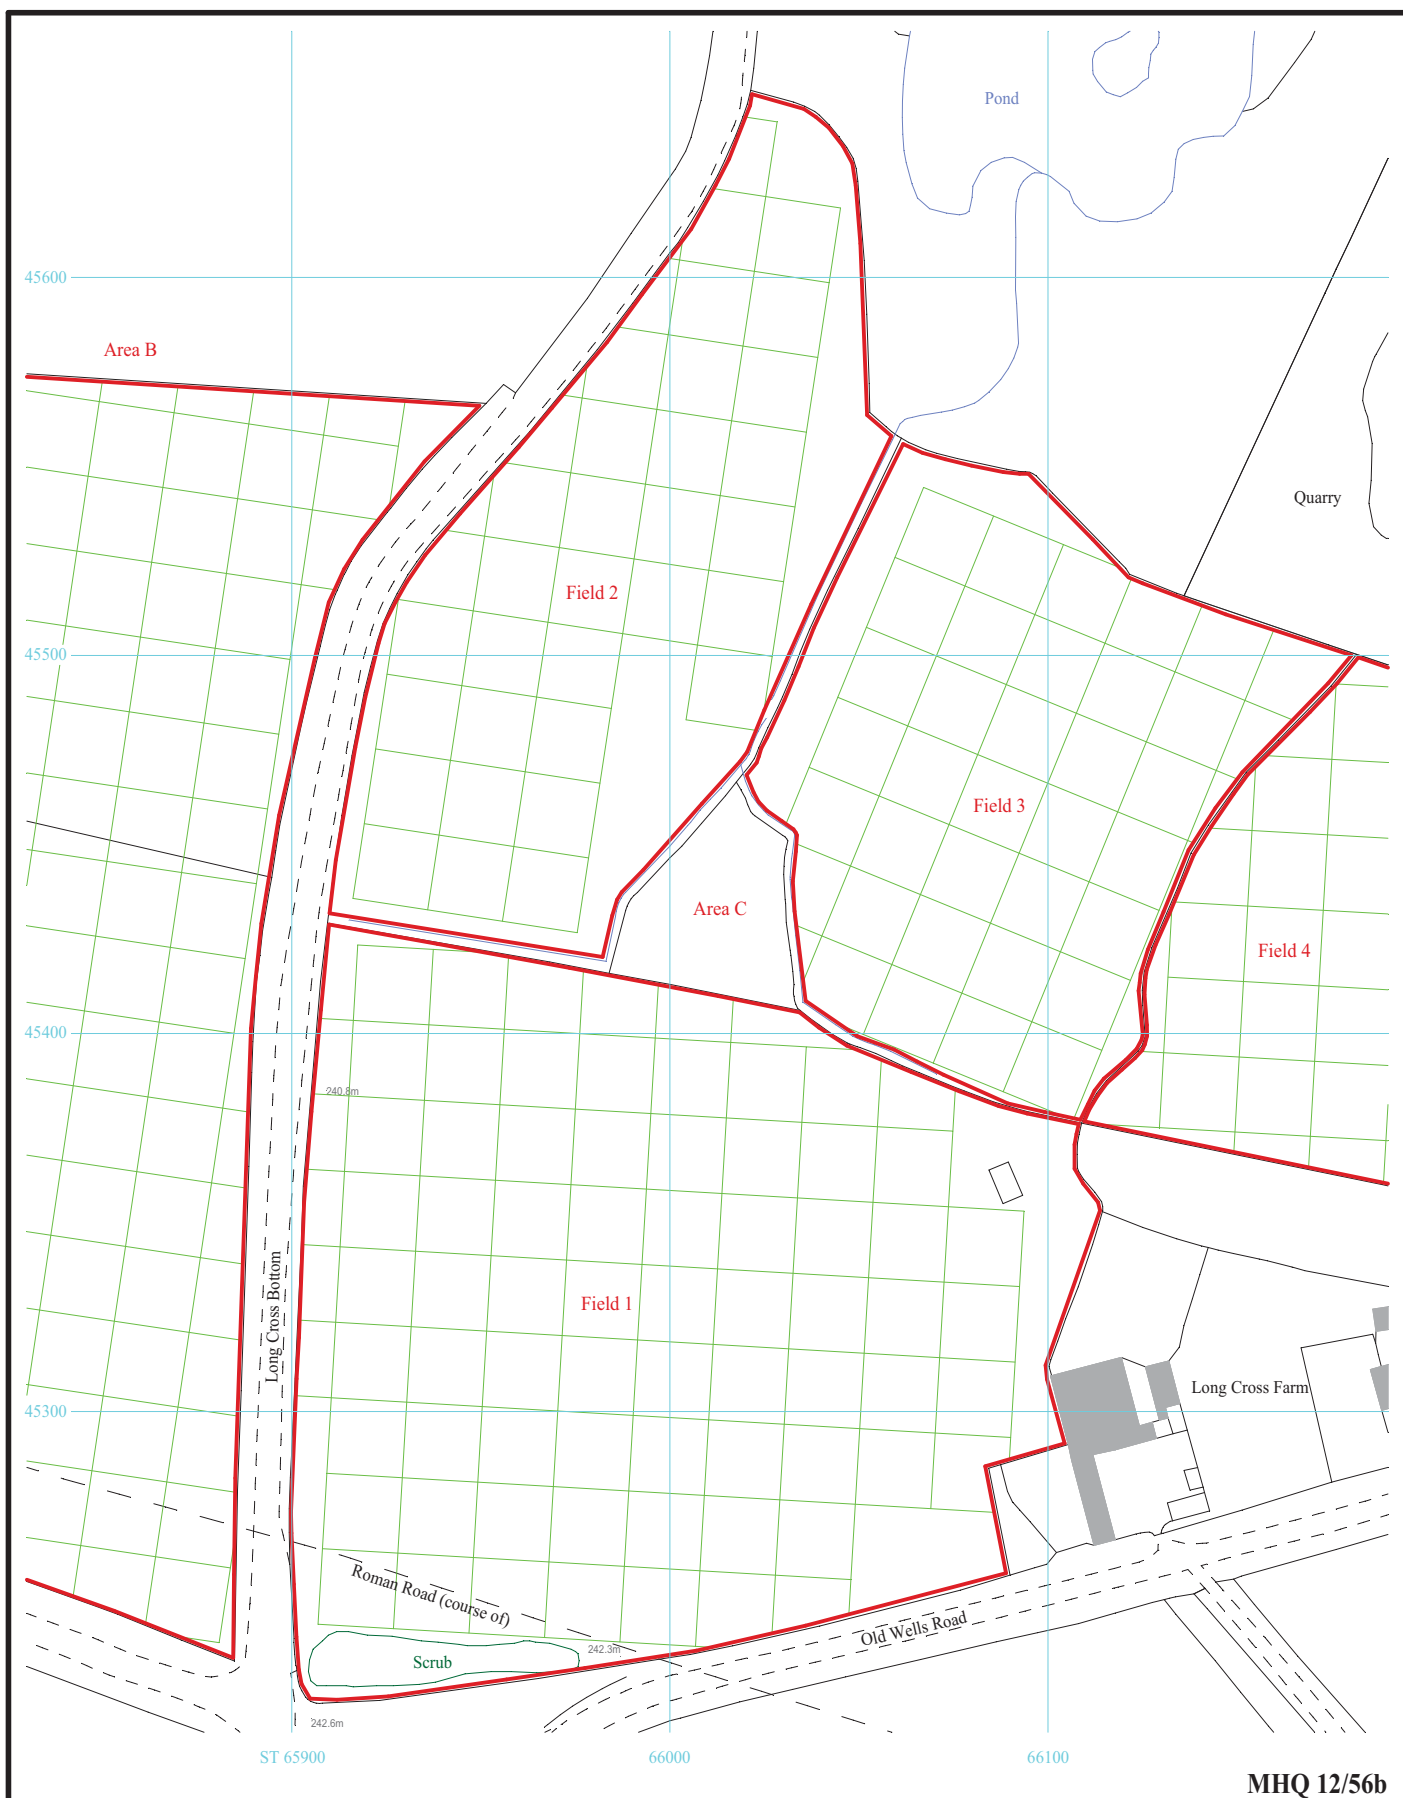 Pond
45600
Area B
Quarry
Field 2
45500
Field 3
Area C
Field 4
45400
240.8m
Long Cross Bottom
Field 1
Long Cross Farm
45300
Roman Road (course of)
Old Wells Road
242.3m
Scrub
242.6m
ST 65900
66000
66100
MHQ 12/56b